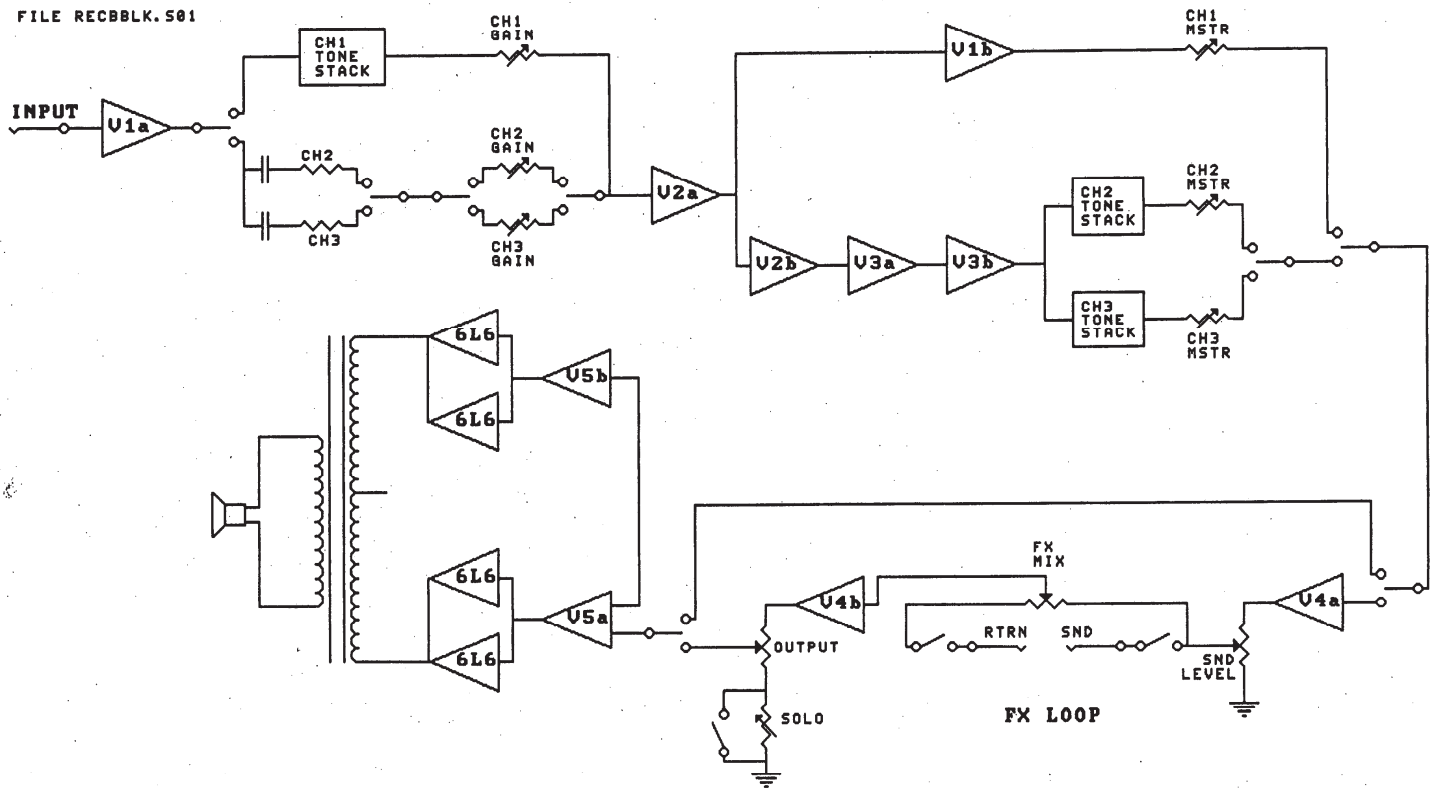 FILE RECBBLK.S01
CH1
TONE
STACK
CH1
GAIN
V1b
CH1
MSTR
INPUT
V1a
CH2
CH3
CH2
GAIN
CH3
GAIN
V2a
V2b
V3a
V3b
CH2
TONE
STACK
CH2
MSTR
CH3
TONE
STACK
CH3
MSTR
6L6
6L6
V5b
6L6
6L6
V5a
OUTPUT
SOLO
V4b
FX
MIX
RTRN
SND
V4a
SND
LEVEL
FX LOOP